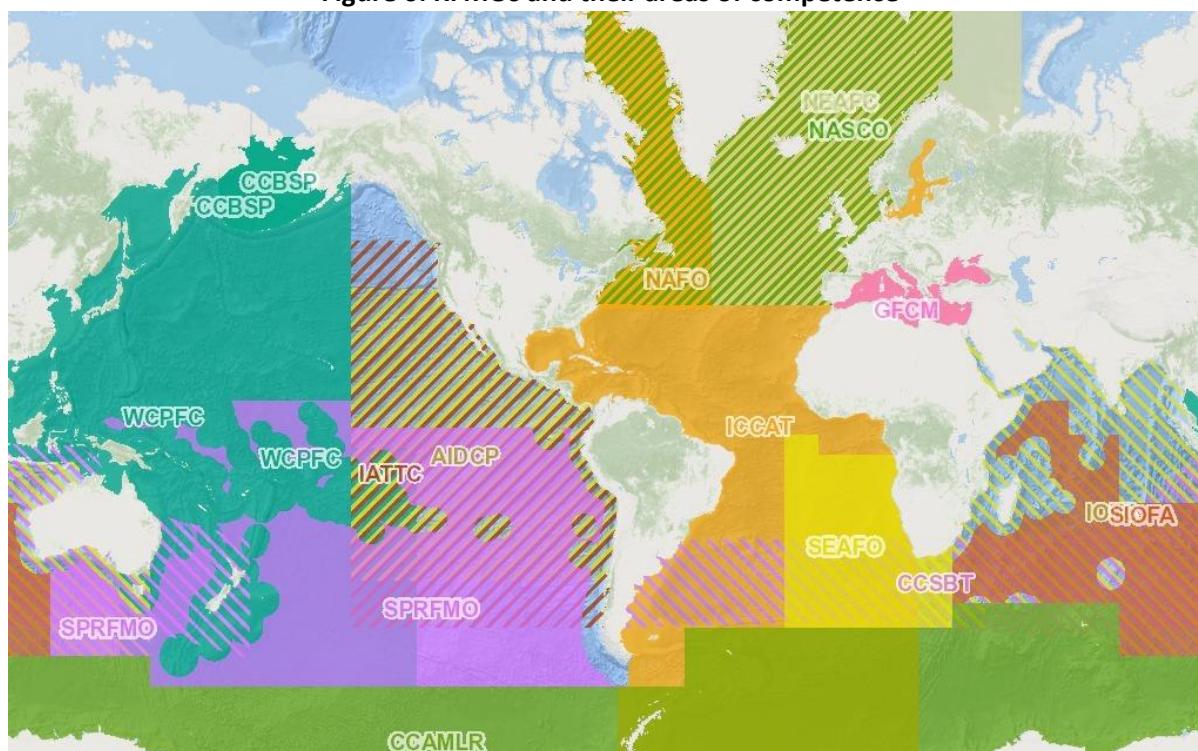 NEAFC
NASCO
CCBSP
CCBSP
NAFO
GFCM
WCPFC
ICCAT
WCPFC
AIDCP
IATTC
SIOFA
SEAFO
CCSBT
SPRFMO
SPRFMO
CCAMLR